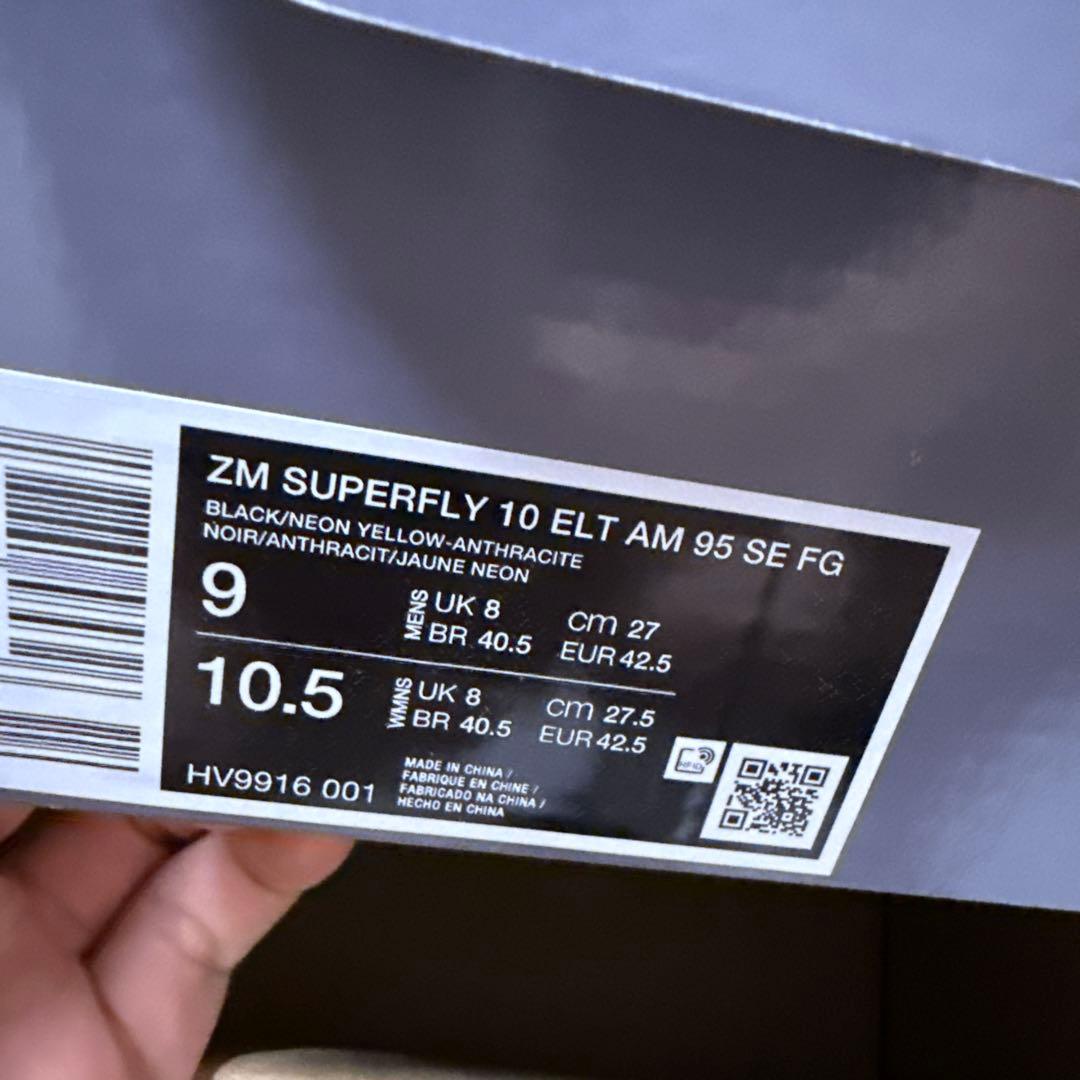 ZM SUPERFLY 10 ELT AM 95 SE FG
BLACK/NEON YELLOW-ANTHRACITE
NOIR/ANTHRACIT/JAUNE NEON
9
MENS
UK 8
CM 27
BR 40.5
EUR 42.5
10.5
WMNS
UK 8
CM 27.5
BR 40.5
EUR 42.5
HV9916 001
MADE IN CHINA /
FABRIQUE EN CHINE /
FABRICADO NA CHINA /
HECHO EN CHINA
RFID